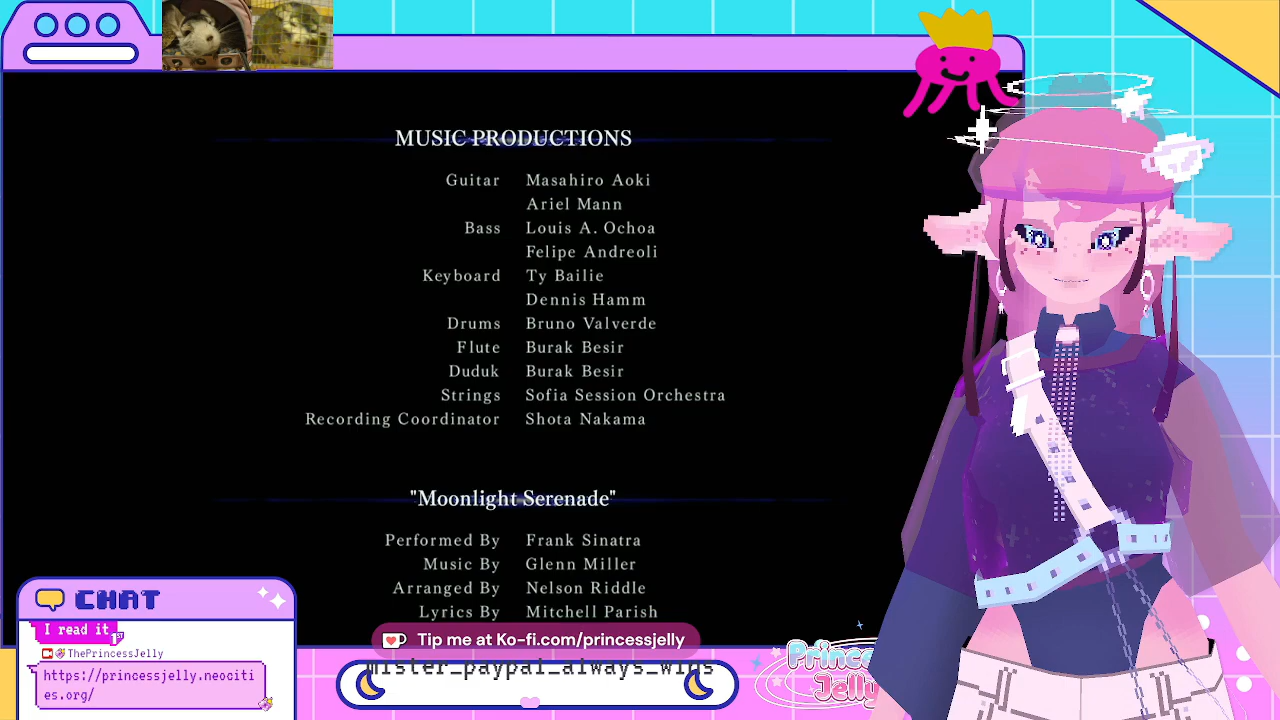 MUSIC PRODUCTIONS
Guitar Masahiro Aoki
Ariel Mann
Bass Louis A. Ochoa
Felipe Andreoli
Keyboard Ty Bailie
Dennis Hamm
Drums Bruno Valverde
Flute Burak Besir
Duduk Burak Besir
Strings Sofia Session Orchestra
Recording Coordinator Shota Nakama
"Moonlight Serenade"
Performed By Frank Sinatra
Music By Glenn Miller
Arranged By Nelson Riddle
Lyrics By Mitchell Parish
CHAT
I read it
1st
ThePrincessJelly
https://princessjelly.neociti
es.org/
Tip me at Ko-fi.com/princessjelly
mister_paypal_always_wins
Jelly